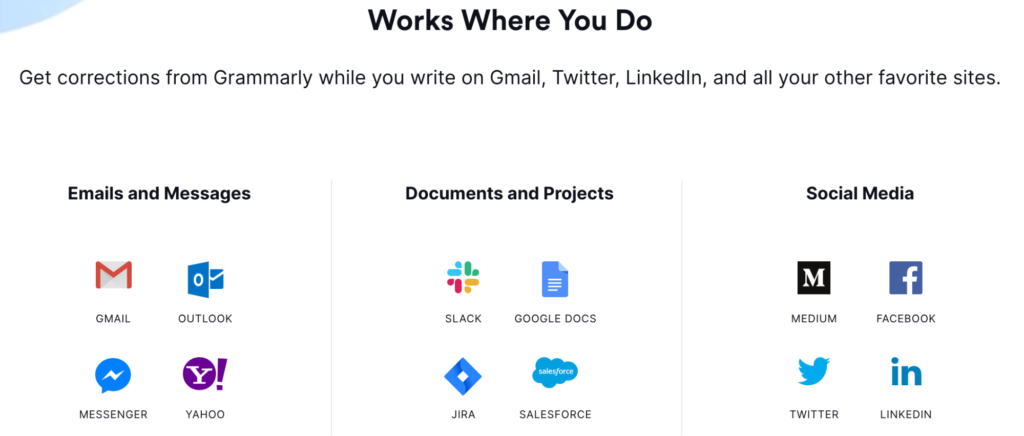 Works Where You Do
Get corrections from Grammarly while you write on Gmail, Twitter, LinkedIn, and all your other favorite sites.
Emails and Messages
GMAIL OUTLOOK
MESSENGER YAHOO
Documents and Projects
SLACK GOOGLE DOCS
salesforce
JIRA SALESFORCE
Social Media
MEDIUM FACEBOOK
TWITTER LINKEDIN